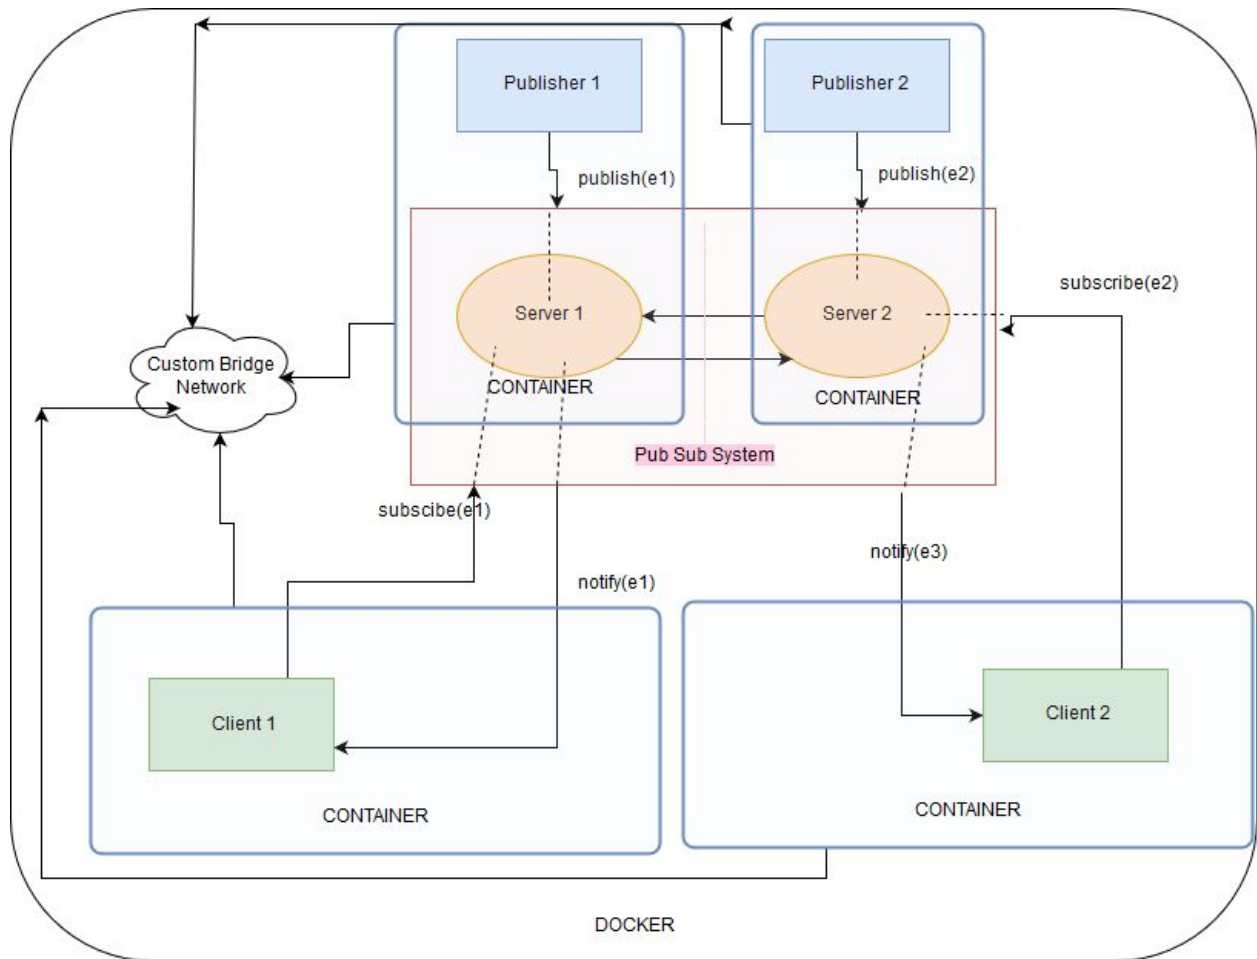 Publisher 1
Publisher 2
publish(e1)
publish(e2)
subscribe(e2)
Server 1
Server 2
Custom Bridge
Network
CONTAINER
CONTAINER
Pub Sub System
subscibe(e1)
notify(e3)
notify(e1)
Client 1
Client 2
CONTAINER
CONTAINER
DOCKER